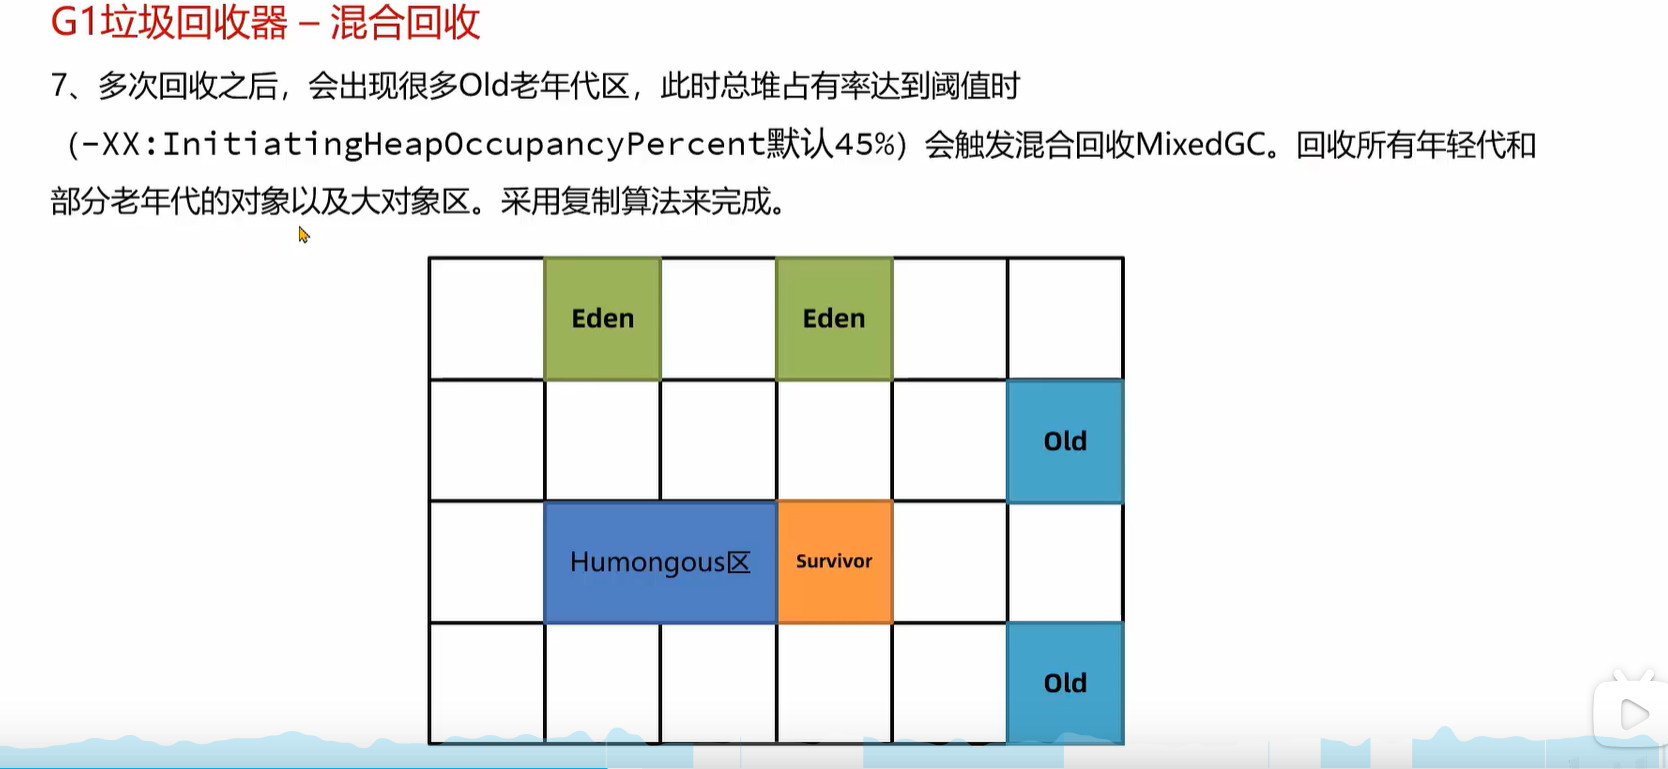 G1垃圾回收器 – 混合回收
7、多次回收之后，会出现很多Old老年代区，此时总堆占有率达到阈值时
（-XX:InitiatingHeapOccupancyPercent默认45%）会触发混合回收MixedGC。回收所有年轻代和
部分老年代的对象以及大对象区。采用复制算法来完成。
Eden
Eden
Old
Humongous区
Survivor
Old